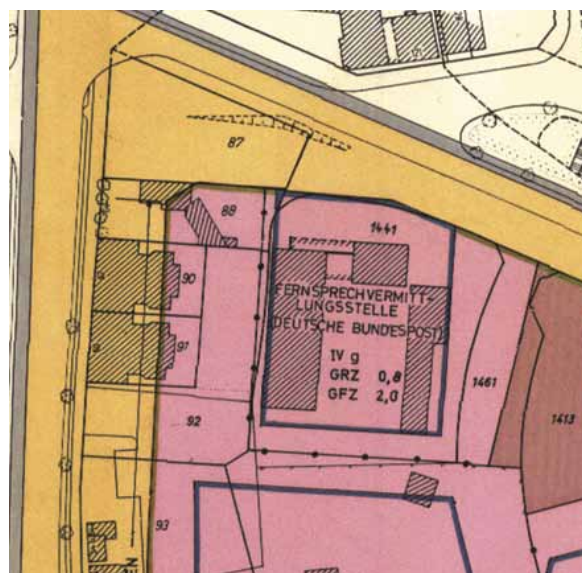 87
88
1441
90
FERNSPRECHVERMITT-
LUNGSSTELLE
(DEUTSCHE BUNDESPOST)
91
IV g
GRZ 0,8
GFZ 2,0
1461
1413
92
93
EN